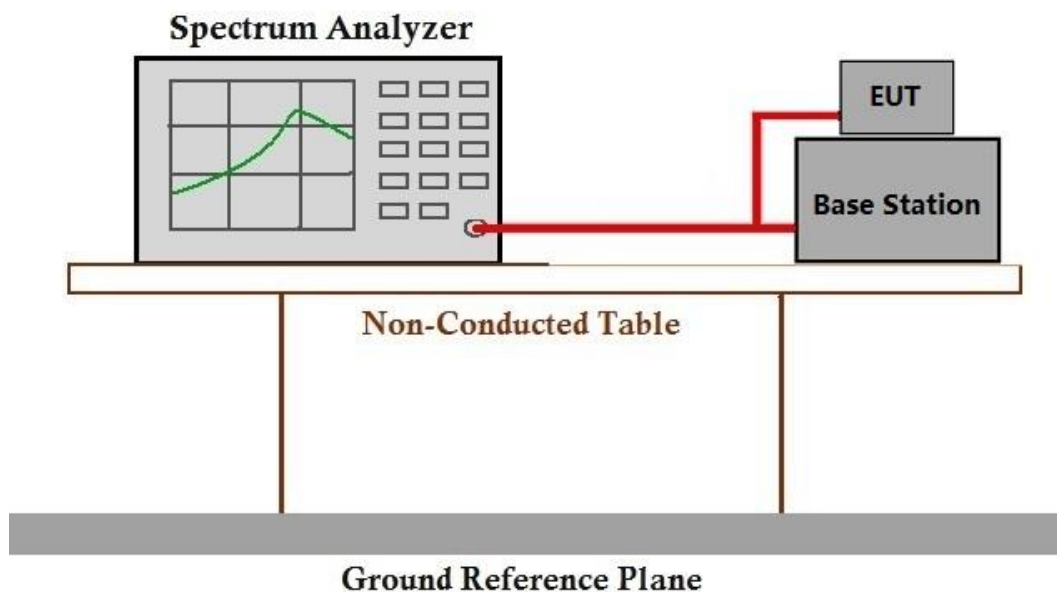 Spectrum Analyzer
EUT
Base Station
Non-Conducted Table
Ground Reference Plane